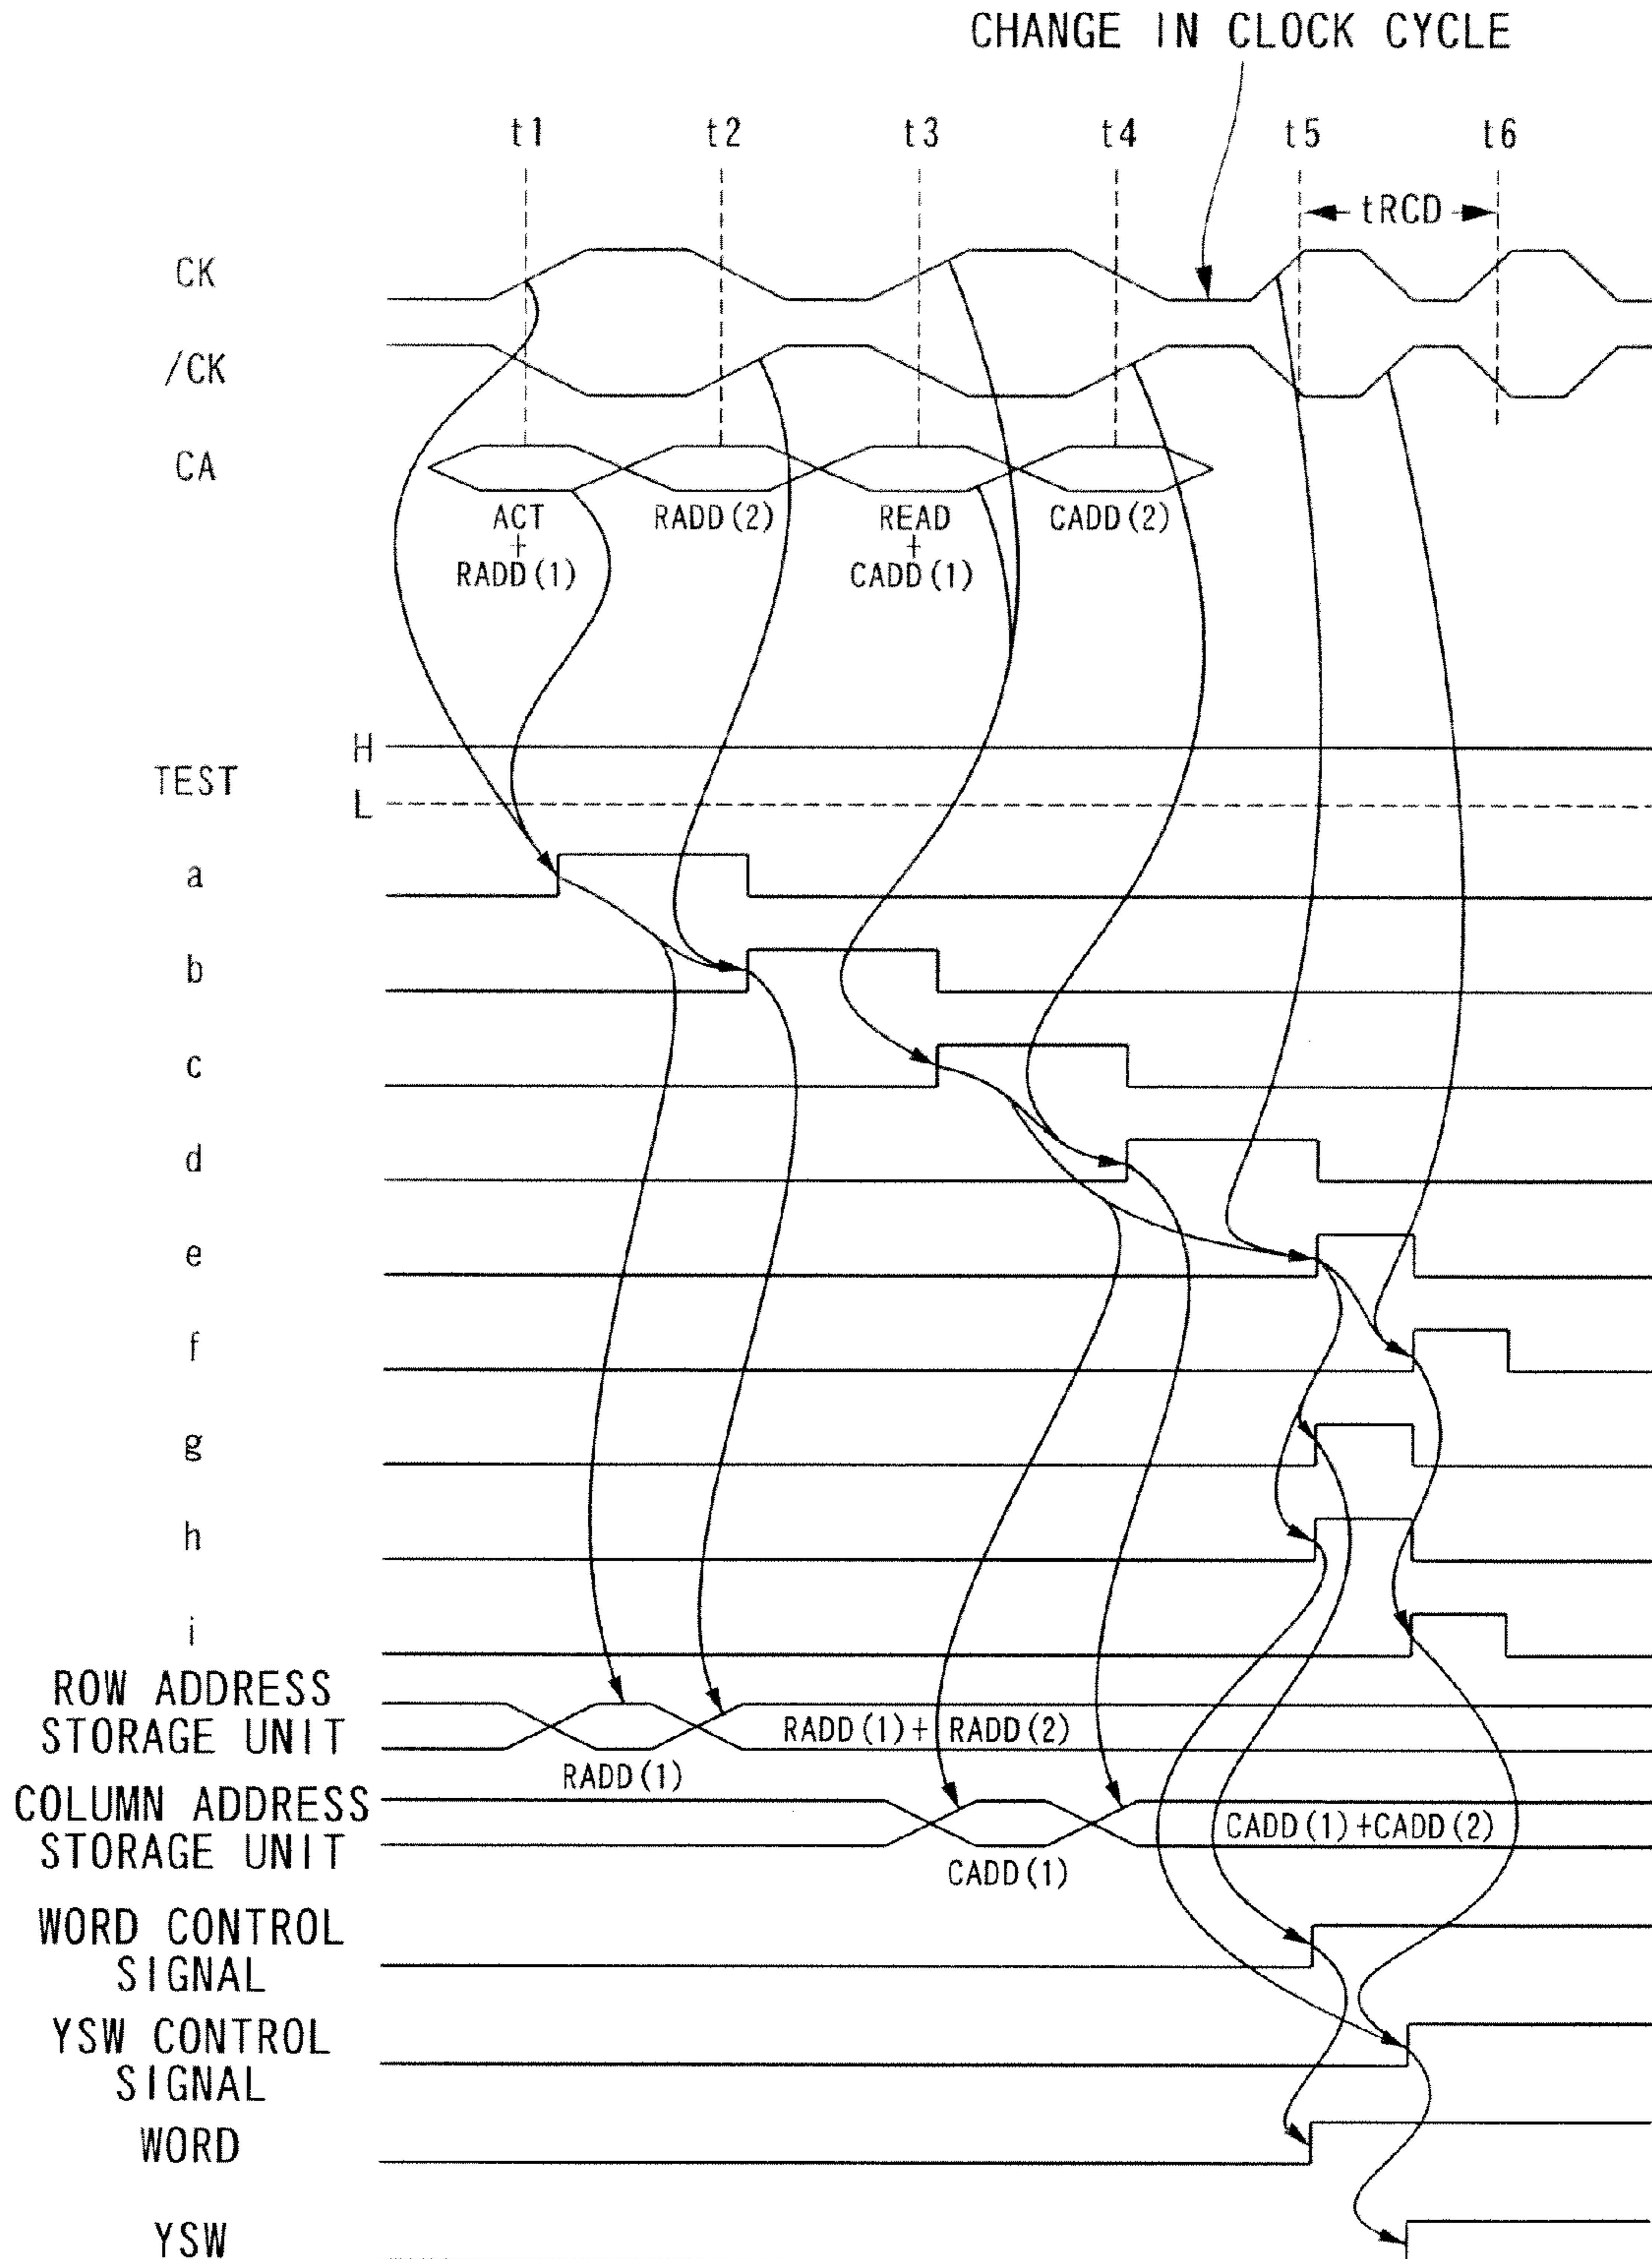 CHANGE IN CLOCK CYCLE
t1 t2 t3 t4 t5 t6
tRCD
CK
/CK
CA
ACT RADD(2) READ CADD(2)
+ +
RADD(1) CADD(1)
H
TEST
L
a
b
c
d
e
f
g
h
i
ROW ADDRESS
STORAGE UNIT
RADD(1)+RADD(2)
RADD(1)
COLUMN ADDRESS
STORAGE UNIT
CADD(1)+CADD(2)
CADD(1)
WORD CONTROL
SIGNAL
YSW CONTROL
SIGNAL
WORD
YSW